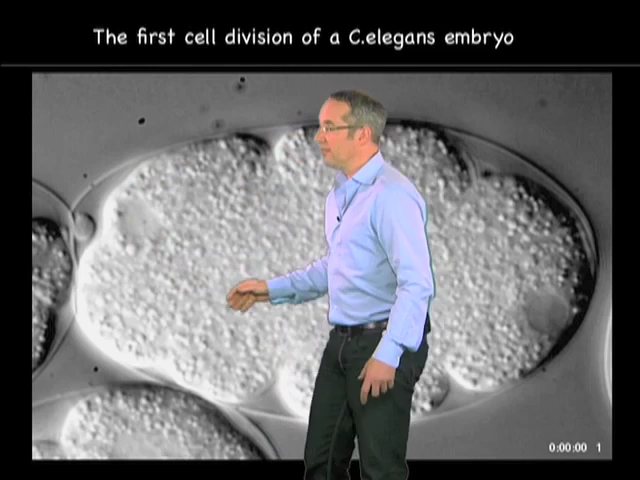 The first cell division of a C.elegans embryo
0:00:00 1